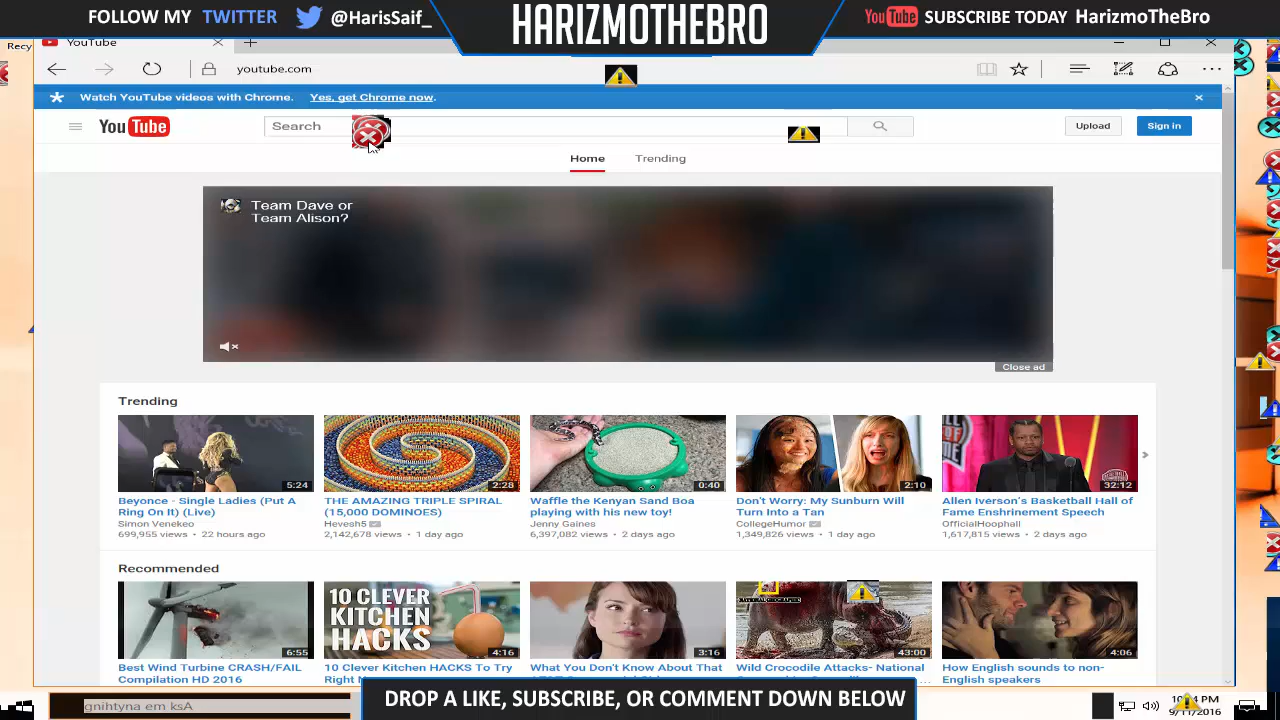 FOLLOW MY TWITTER @HarisSaif_
HARIZMOTHEBRO
YouTube SUBSCRIBE TODAY HarizmoTheBro
Recy
YouTube
youtube.com
Watch YouTube videos with Chrome. Yes, get Chrome now.
YouTube
Search
Upload
Sign in
Home Trending
Team Dave or
Team Alison?
Close ad
Trending
5:24
2:28
0:40
2:10
32:12
Beyonce - Single Ladies (Put A
Ring On It) (Live)
Simon Venekeo
699,955 views • 22 hours ago
THE AMAZING TRIPLE SPIRAL
(15,000 DOMINOES)
Hevesh5
2,142,678 views • 1 day ago
Waffle the Kenyan Sand Boa
playing with his new toy!
Jenny Gaines
6,397,082 views • 2 days ago
Don't Worry: My Sunburn Will
Turn Into a Tan
CollegeHumor
1,349,826 views • 1 day ago
Allen Iverson's Basketball Hall of
Fame Enshrinement Speech
OfficialHoophall
1,617,815 views • 2 days ago
Recommended
6:55
10 CLEVER
KITCHEN
HACKS
4:16
3:16
NATIONAL GEOGRAPHIC
43:00
4:06
Best Wind Turbine CRASH/FAIL
Compilation HD 2016
10 Clever Kitchen HACKS To Try
Right
What You Don't Know About That
Wild Crocodile Attacks- National
How English sounds to non-
English speakers
DROP A LIKE, SUBSCRIBE, OR COMMENT DOWN BELOW
gnihtyna em ksA
9/11/2016